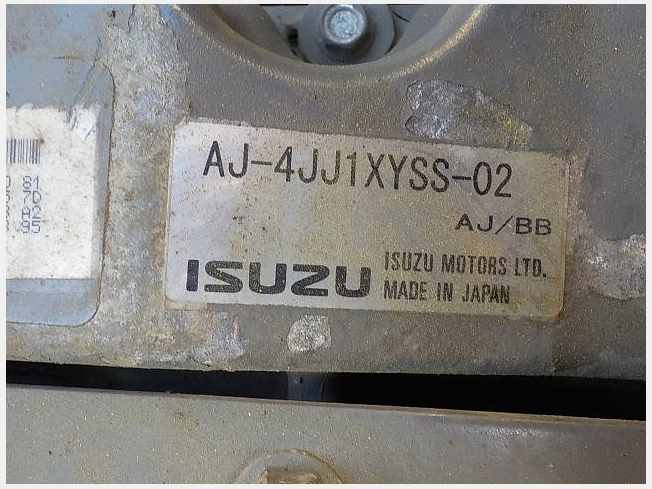 AJ-4JJ1XYSS-02
AJ/BB
ISUZU
ISUZU MOTORS LTD.
MADE IN JAPAN